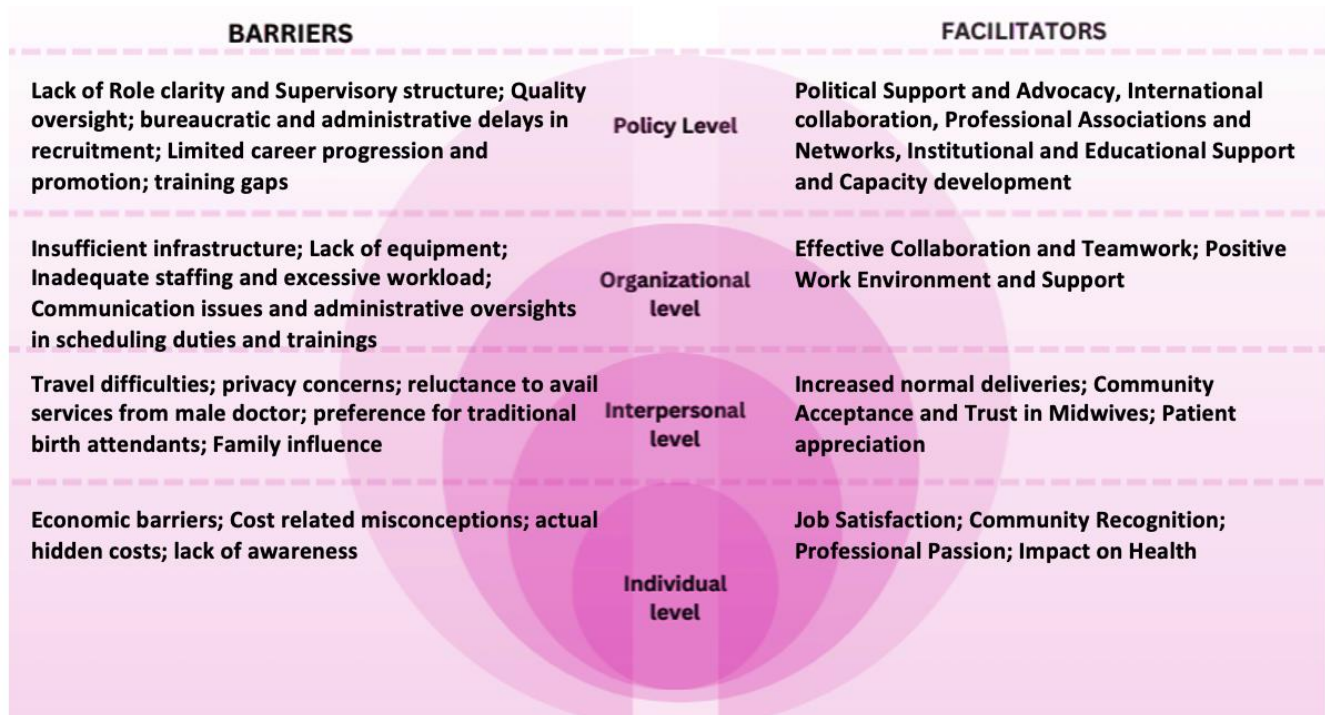 BARRIERS
FACILITATORS
Lack of Role clarity and Supervisory structure; Quality
oversight; bureaucratic and administrative delays in
recruitment; Limited career progression and
promotion; training gaps
Policy Level
Political Support and Advocacy, International
collaboration, Professional Associations and
Networks, Institutional and Educational Support
and Capacity development
Insufficient infrastructure; Lack of equipment;
Inadequate staffing and excessive workload;
Communication issues and administrative oversights
in scheduling duties and trainings
Organizational
level
Effective Collaboration and Teamwork; Positive
Work Environment and Support
Travel difficulties; privacy concerns; reluctance to avail
services from male doctor; preference for traditional
birth attendants; Family influence
Interpersonal
level
Increased normal deliveries; Community
Acceptance and Trust in Midwives; Patient
appreciation
Economic barriers; Cost related misconceptions; actual
hidden costs; lack of awareness
Individual
level
Job Satisfaction; Community Recognition;
Professional Passion; Impact on Health